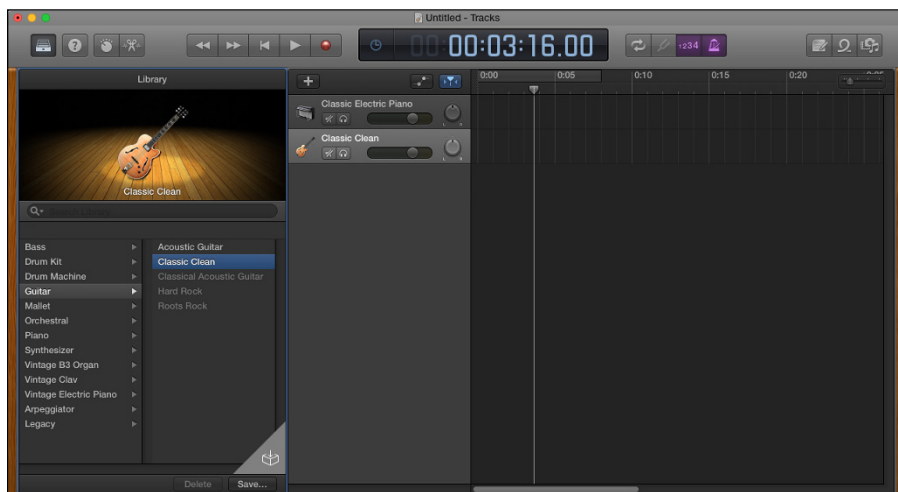 Untitled - Tracks
00:00:03:16.00
1234
Library
0:00 0:05 0:10 0:15 0:20
Classic Electric Piano
Classic Clean
Classic Clean
Bass
Drum Kit
Drum Machine
Guitar
Mallet
Orchestral
Piano
Synthesizer
Vintage B3 Organ
Vintage Clav
Vintage Electric Piano
Arpeggiator
Legacy
Acoustic Guitar
Classic Clean
Classical Acoustic Guitar
Hard Rock
Roots Rock
Delete Save...